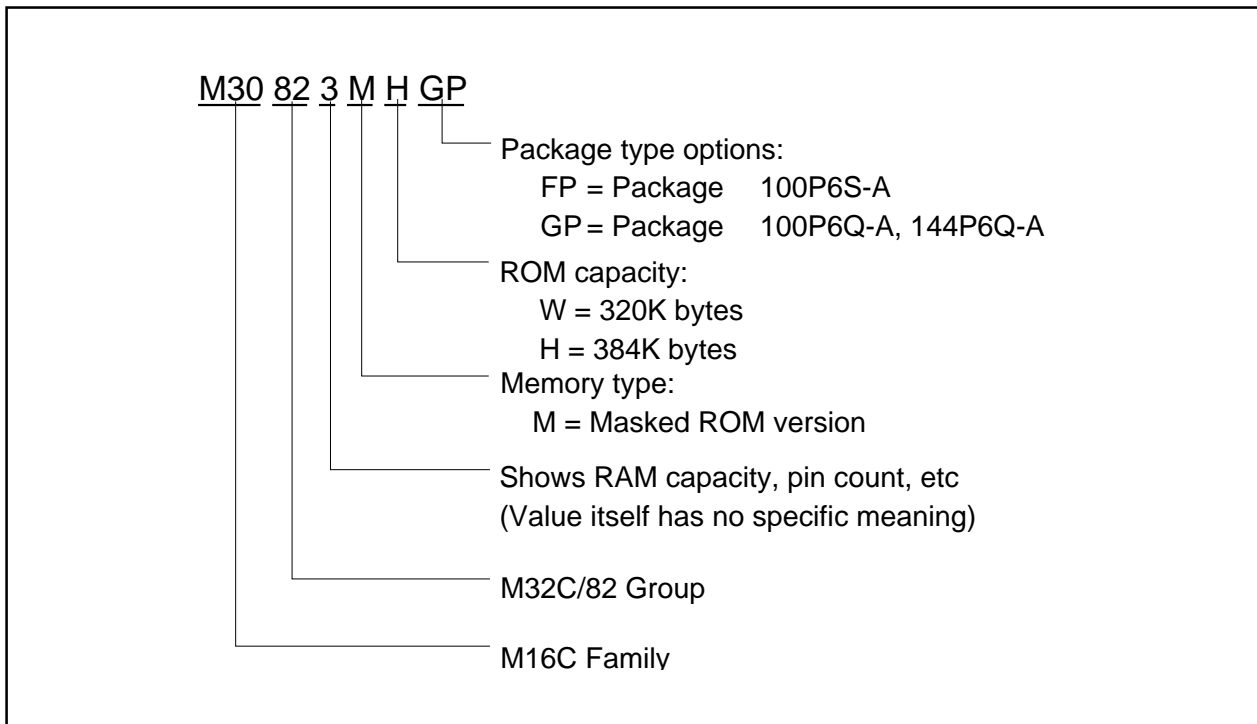 M30 82 3 M H GP
Package type options:
FP = Package 100P6S-A
GP = Package 100P6Q-A, 144P6Q-A
ROM capacity:
W = 320K bytes
H = 384K bytes
Memory type:
M = Masked ROM version
Shows RAM capacity, pin count, etc
(Value itself has no specific meaning)
M32C/82 Group
M16C Family